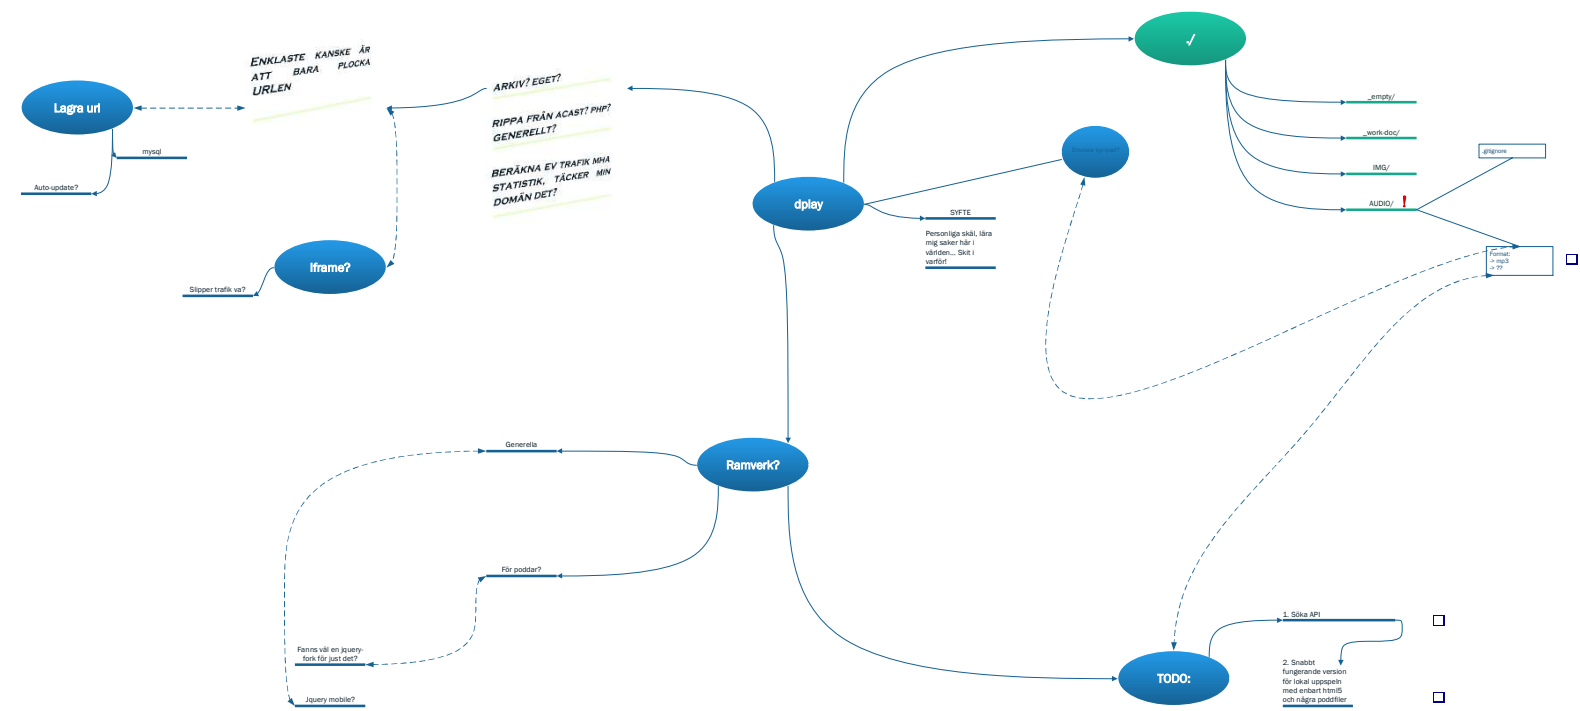 ENKLASTE KANSKE ÄR
ATT BARA PLOCKA
URLEN
Lagra url
mysql
Auto-update?
Iframe?
Slipper trafik va?
ARKIV? EGET?
RIPPA FRÅN ACAST? PHP?
GENERELLT?
BERÄKNA EV TRAFIK MHA
STATISTIK, TÄCKER MIN
DOMÄN DET?
dplay
SYFTE
Personliga skäl, lära
mig saker här i
världen... Skit i
varför!
√
_empty/
_work-doc/
IMG/
AUDIO/ !
.gitignore
Format:
-> mp3
-> ??
Ramverk?
Generella
För poddar?
Fanns väl en jquery-
fork för just det?
Jquery mobile?
TODO:
1. Söka API
2. Snabbt
fungerande version
för lokal uppspeln
med enbart html5
och några poddfiler